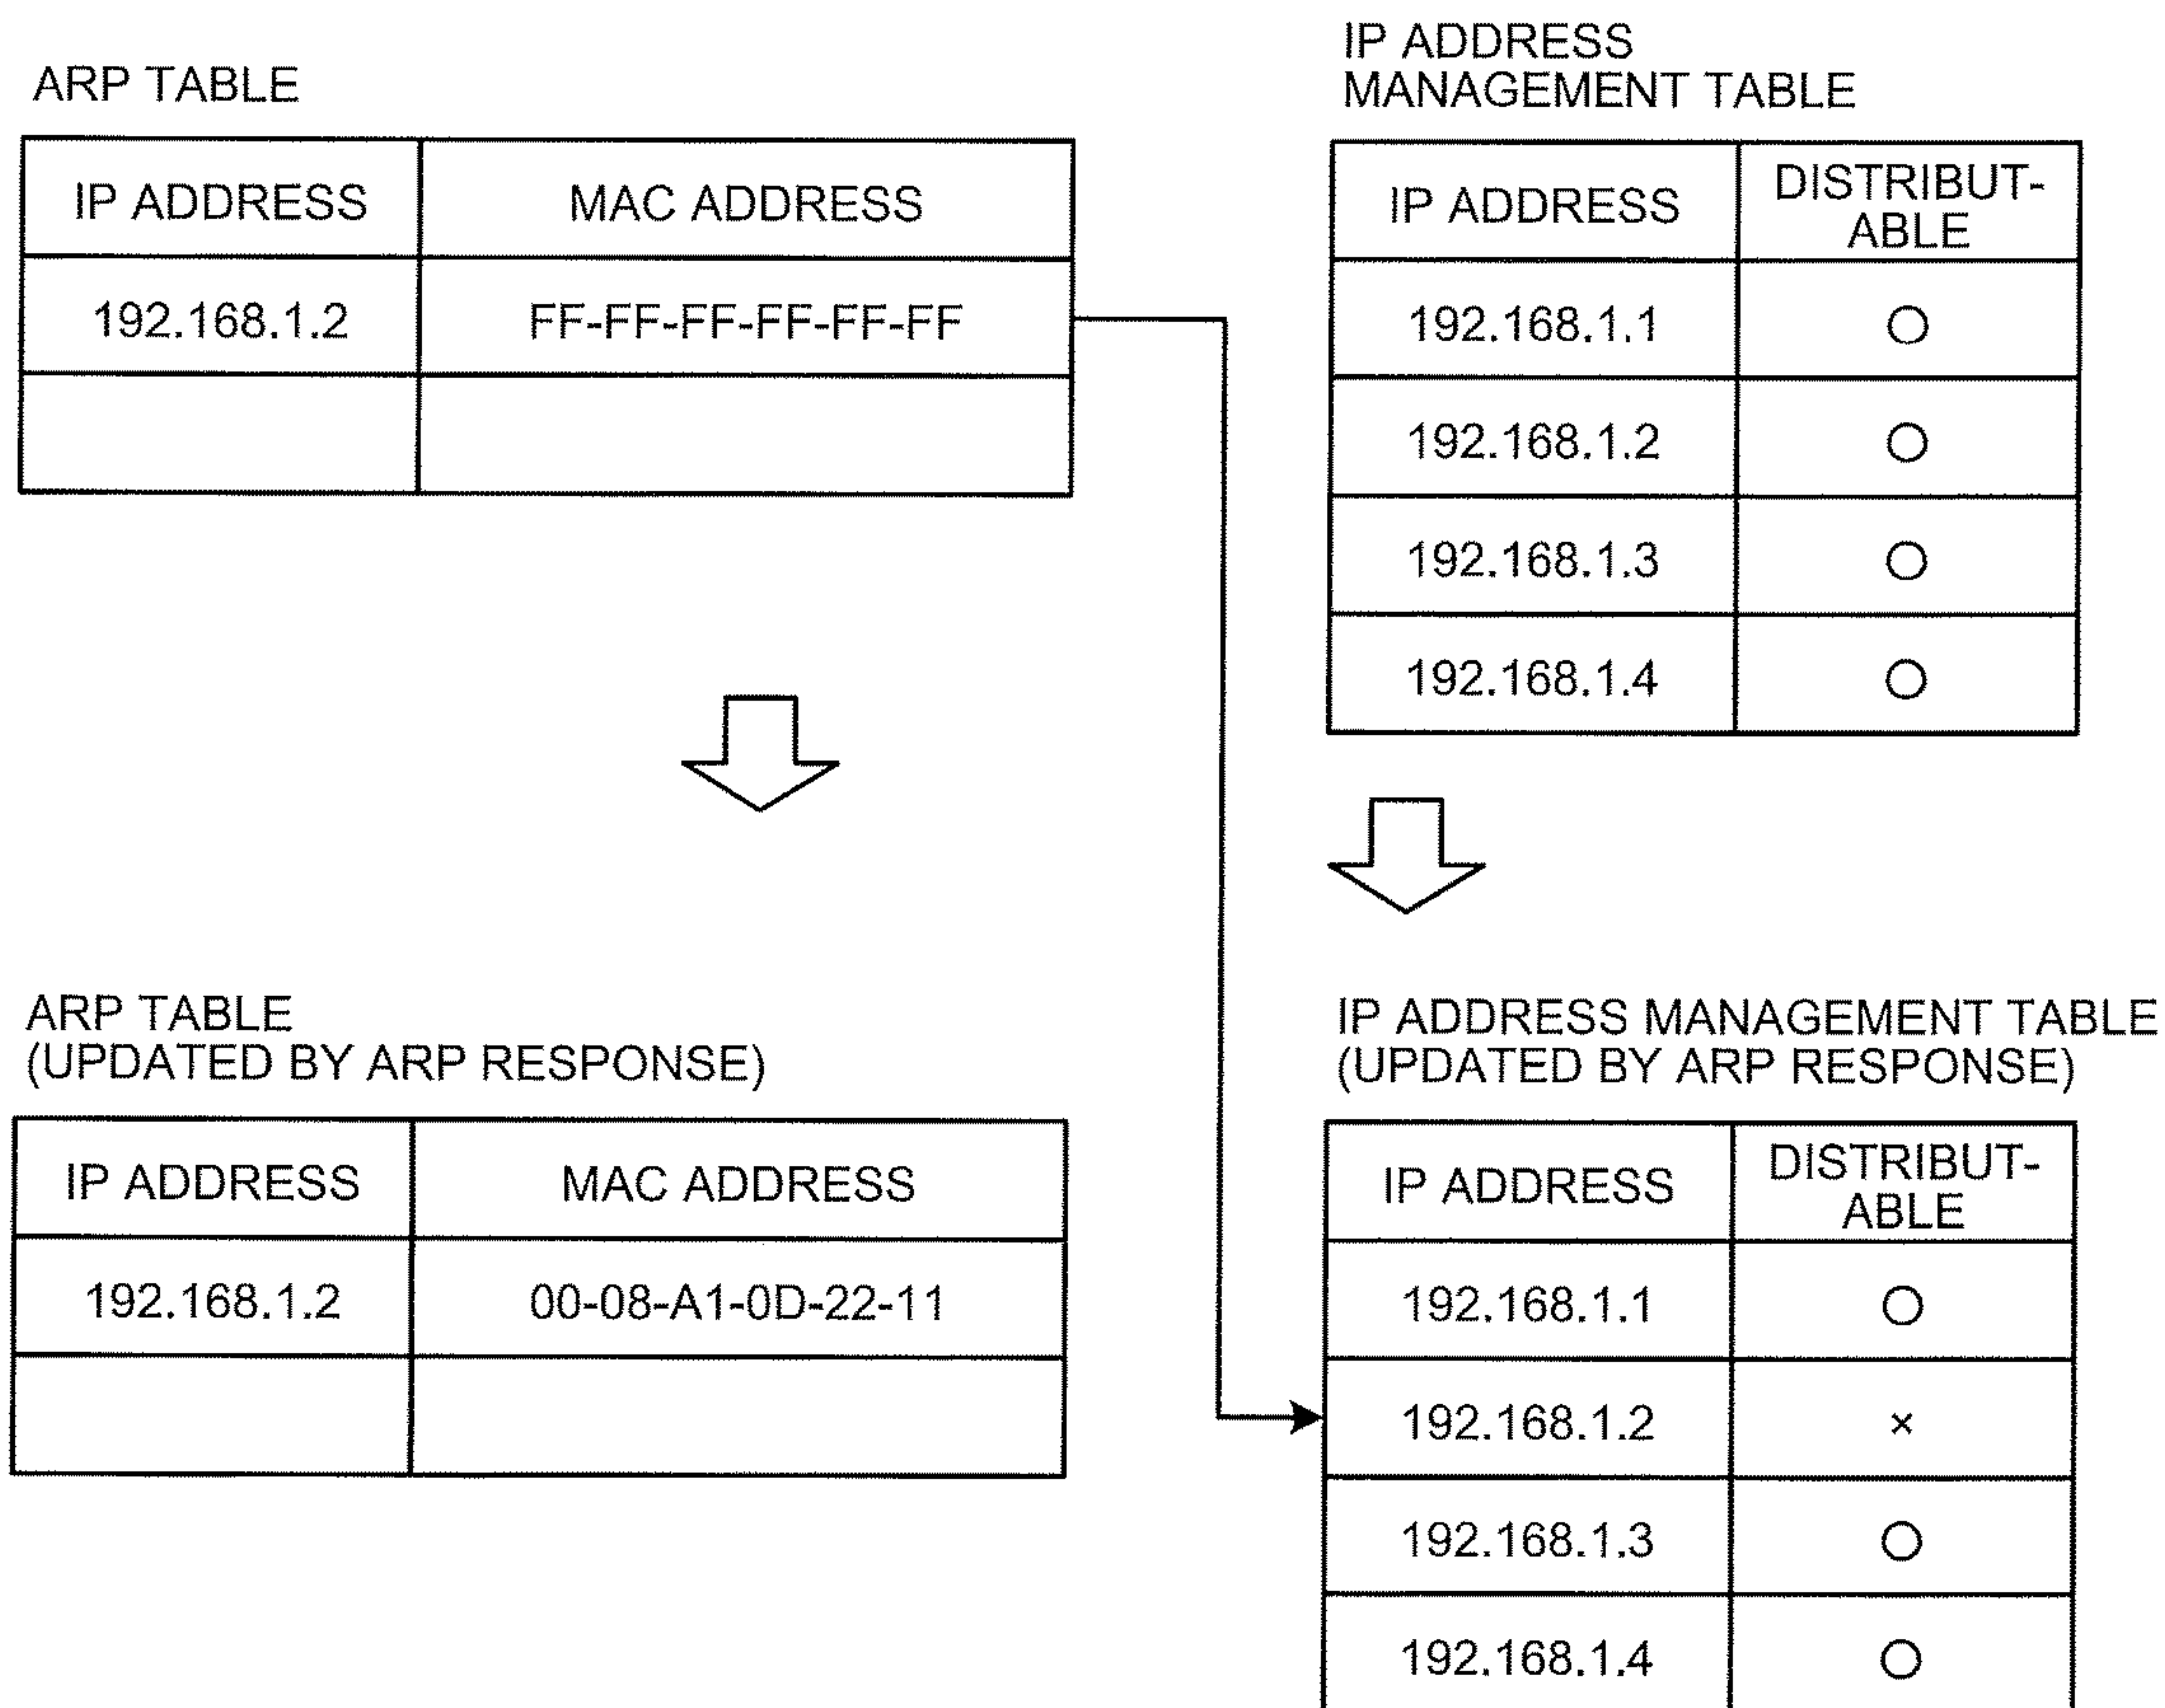 ARP TABLE
IP ADDRESS MAC ADDRESS
192.168.1.2 FF-FF-FF-FF-FF-FF
IP ADDRESS
MANAGEMENT TABLE
IP ADDRESS DISTRIBUT-
ABLE
192.168.1.1 ○
192.168.1.2 ○
192.168.1.3 ○
192.168.1.4 ○
ARP TABLE
(UPDATED BY ARP RESPONSE)
IP ADDRESS MAC ADDRESS
192.168.1.2 00-08-A1-0D-22-11
IP ADDRESS MANAGEMENT TABLE
(UPDATED BY ARP RESPONSE)
IP ADDRESS DISTRIBUT-
ABLE
192.168.1.1 ○
192.168.1.2 ×
192.168.1.3 ○
192.168.1.4 ○